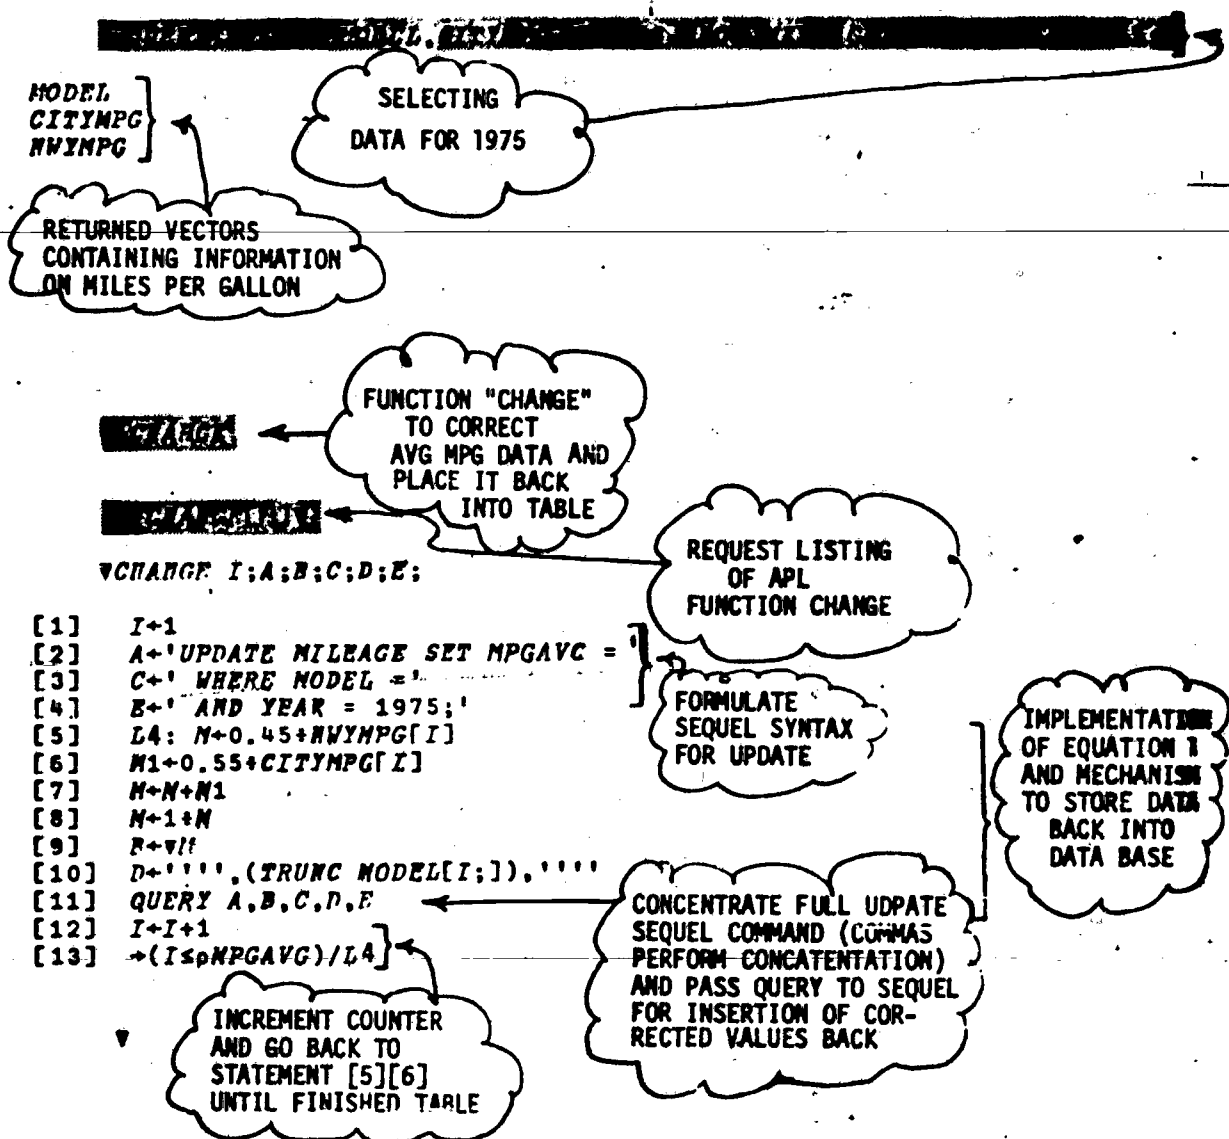 SELECTING
DATA FOR 1975
MODEL
CITYMPG
HWYMPG
RETURNED VECTORS
CONTAINING INFORMATION
ON MILES PER GALLON
FUNCTION "CHANGE"
TO CORRECT
AVG MPG DATA AND
PLACE IT BACK
INTO TABLE
REQUEST LISTING
OF APL
FUNCTION CHANGE
∇CHANGE I;A;B;C;D;E;
[1] I←1
[2] A←'UPDATE MILEAGE SET MPGAVG = '
[3] C←' WHERE MODEL ='
[4] E←' AND YEAR = 1975;'
FORMULATE
SEQUEL SYNTAX
FOR UPDATE
[5] L4: M←0.45÷HWYMPG[I]
[6] M1←0.55÷CITYMPG[I]
[7] M←M+M1
[8] M←1÷M
[9] B←▼M
[10] D←'''',(TRUNC MODEL[I;]),''''
[11] QUERY A,B,C,D,E
[12] I←I+1
[13] →(I≤ρMPGAVG)/L4
∇
IMPLEMENTATION
OF EQUATION 1
AND MECHANISM
TO STORE DATA
BACK INTO
DATA BASE
CONCENTRATE FULL UDPATE
SEQUEL COMMAND (COMMAS
PERFORM CONCATENTATION)
AND PASS QUERY TO SEQUEL
FOR INSERTION OF COR-
RECTED VALUES BACK
INCREMENT COUNTER
AND GO BACK TO
STATEMENT [5][6]
UNTIL FINISHED TABLE